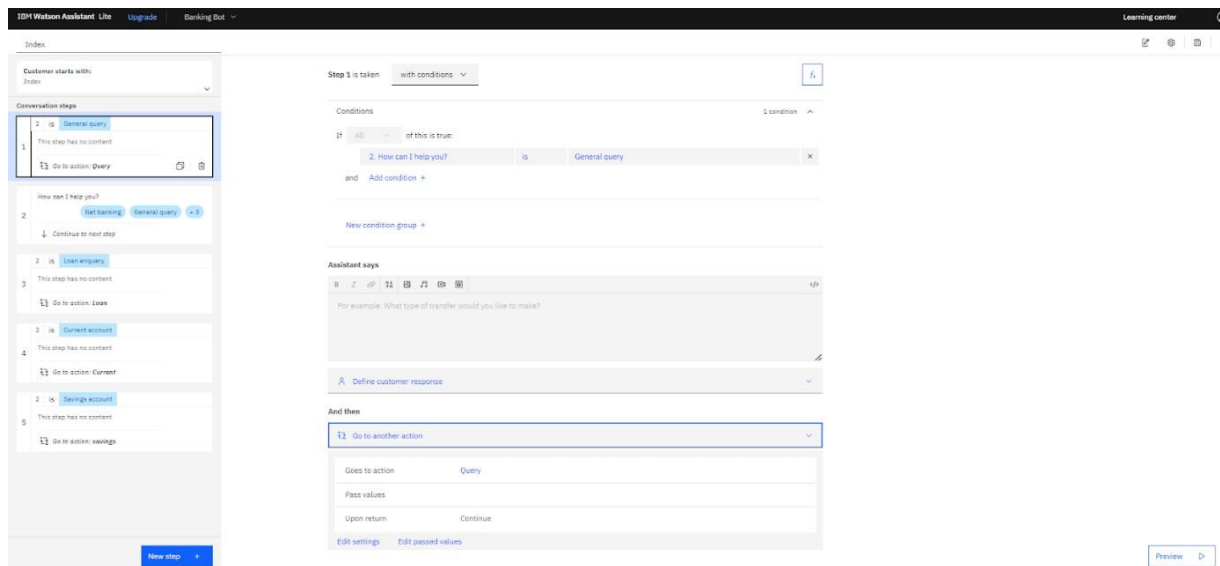 IBM Watson Assistant Lite Upgrade Banking Bot Learning center
Index
Customer starts with:
Index
Conversation steps
2 is General query
This step has no content
1
Go to action: Query
How can I help you?
Net banking General query + 3
2
Continue to next step
2 is Loan enquery
This step has no content
3
Go to action: Loan
2 is Current account
This step has no content
4
Go to action: Current
2 is Savings account
This step has no content
5
Go to action: savings
New step +
Step 1 is taken with conditions
fx
Conditions 1 condition
If All of this is true:
2. How can I help you? is General query ×
and Add condition +
New condition group +
Assistant says
B I </>
For example: What type of transfer would you like to make?
Define customer response
And then
Go to another action
Goes to action Query
Pass values
Upon return Continue
Edit settings Edit passed values
Preview